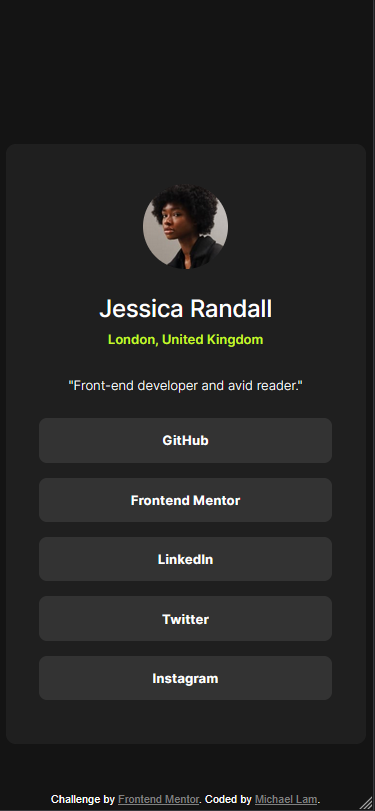 Jessica Randall
London, United Kingdom
"Front-end developer and avid reader."
GitHub
Frontend Mentor
LinkedIn
Twitter
Instagram
Challenge by Frontend Mentor. Coded by Michael Lam.